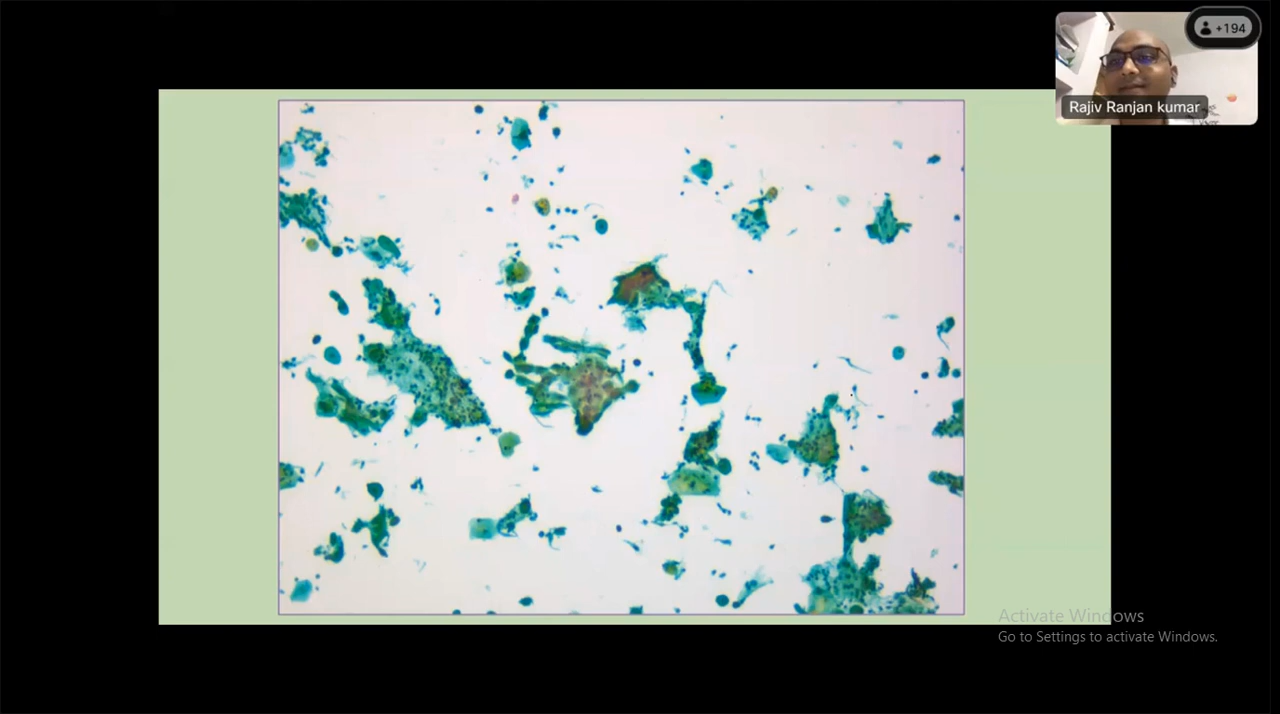 +194
Rajiv Ranjan kumar
Activate Windows
Go to Settings to activate Windows.